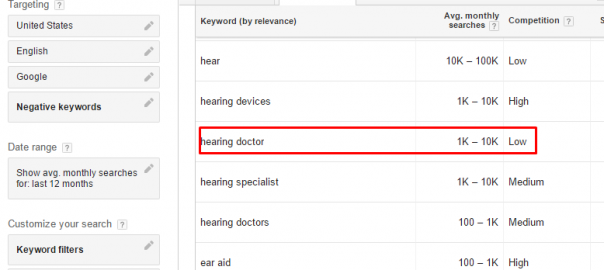 Targeting ?
United States
English
Google
Negative keywords
Date range ?
Show avg. monthly searches
for: last 12 months
Customize your search ?
Keyword filters
Keyword (by relevance) Avg. monthly searches ? Competition ? S
hear 10K – 100K Low
hearing devices 1K – 10K High
hearing doctor 1K – 10K Low
hearing specialist 1K – 10K Medium
hearing doctors 100 – 1K Medium
ear aid 100 – 1K High